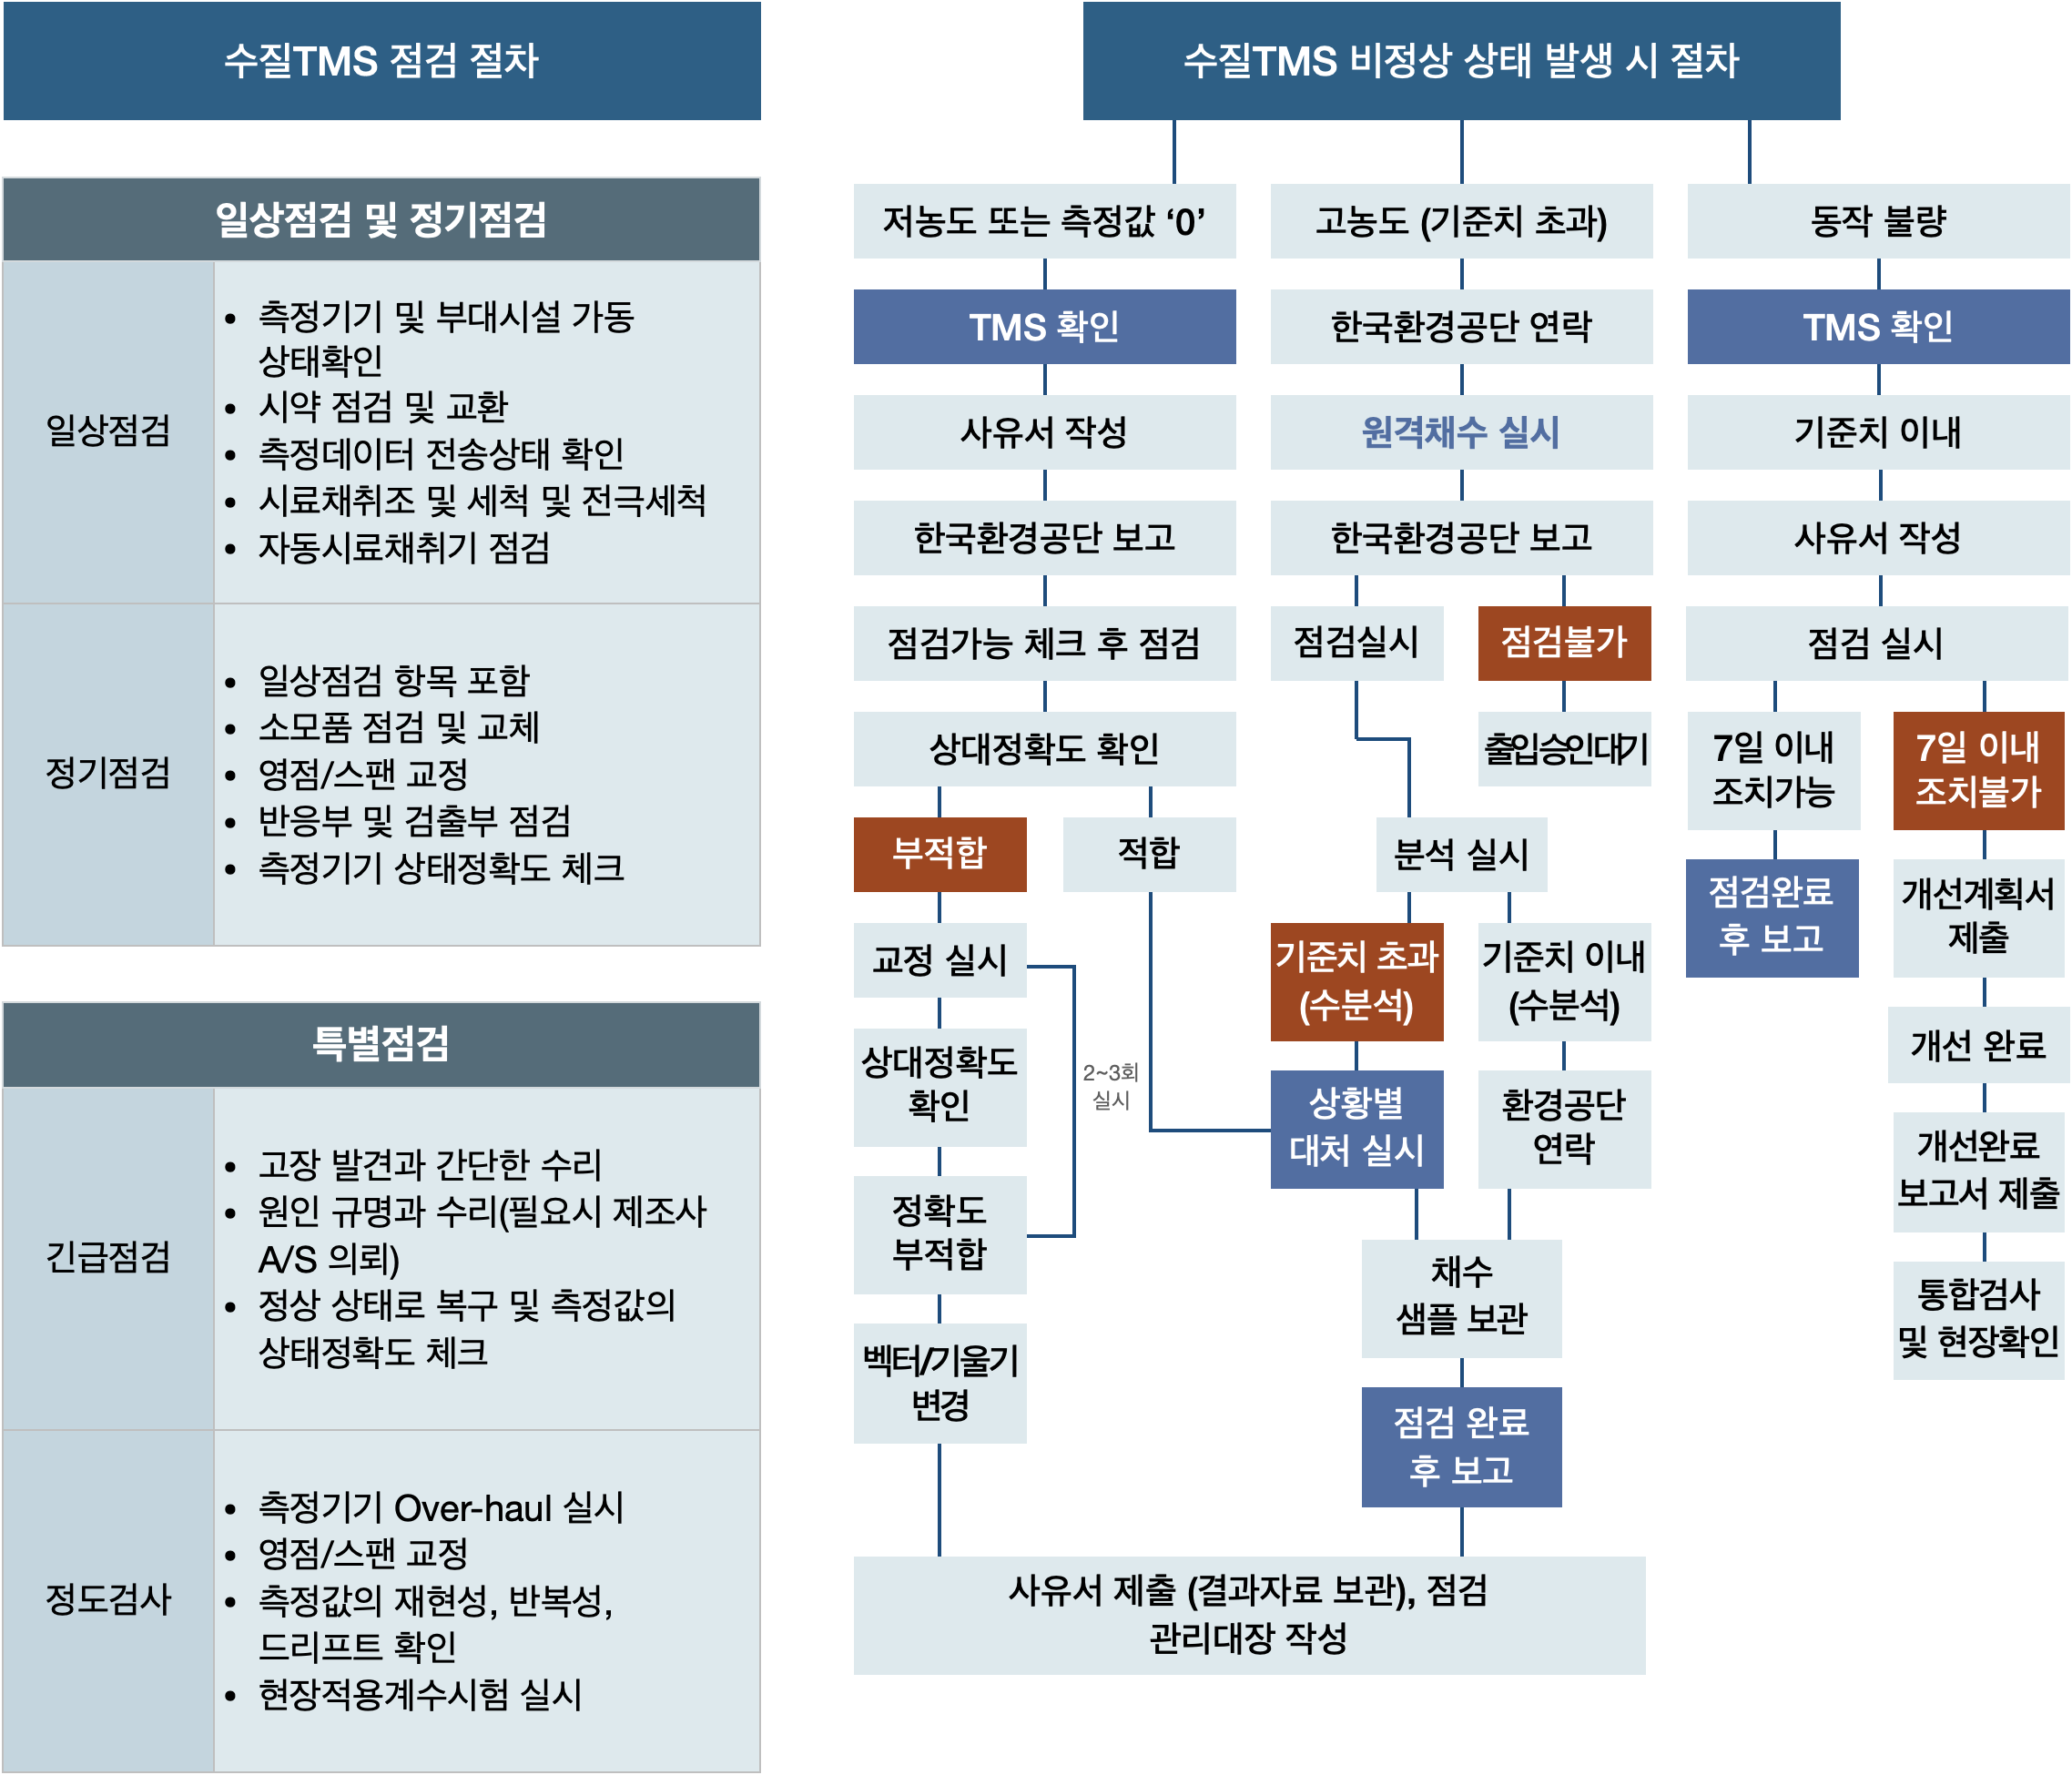 수질TMS 점검 절차
일상점검 및 정기점검
일상점검
• 측정기기 및 부대시설 가동
상태확인
• 시약 점검 및 교환
• 측정데이터 전송상태 확인
• 시료채취조 및 세척 및 전극세척
• 자동시료채취기 점검
정기점검
• 일상점검 항목 포함
• 소모품 점검 및 교체
• 영점/스팬 교정
• 반응부 및 검출부 점검
• 측정기기 상태정확도 체크
특별점검
긴급점검
• 고장 발견과 간단한 수리
• 원인 규명과 수리(필요시 제조사
A/S 의뢰)
• 정상 상태로 복구 및 측정값의
상태정확도 체크
정도검사
• 측정기기 Over-haul 실시
• 영점/스팬 교정
• 측정값의 재현성, 반복성,
드리프트 확인
• 현장적용계수시험 실시
수질TMS 비정상 상태 발생 시 절차
저농도 또는 측정값 ‘0’
TMS 확인
사유서 작성
한국환경공단 보고
점검가능 체크 후 점검
상대정확도 확인
부적합
적합
교정 실시
상대정확도
확인
정확도
부적합
2~3회
실시
벡터/기울기
변경
고농도 (기준치 초과)
한국환경공단 연락
원격채수 실시
한국환경공단 보고
점검실시
점검불가
출입승인대기
분석 실시
기준치 초과
(수분석)
기준치 이내
(수분석)
상황별
대처 실시
환경공단
연락
채수
샘플 보관
점검 완료
후 보고
사유서 제출 (결과자료 보관), 점검
관리대장 작성
동작 불량
TMS 확인
기준치 이내
사유서 작성
점검 실시
7일 이내
조치가능
점검완료
후 보고
7일 이내
조치불가
개선계획서
제출
개선 완료
개선완료
보고서 제출
통합검사
및 현장확인